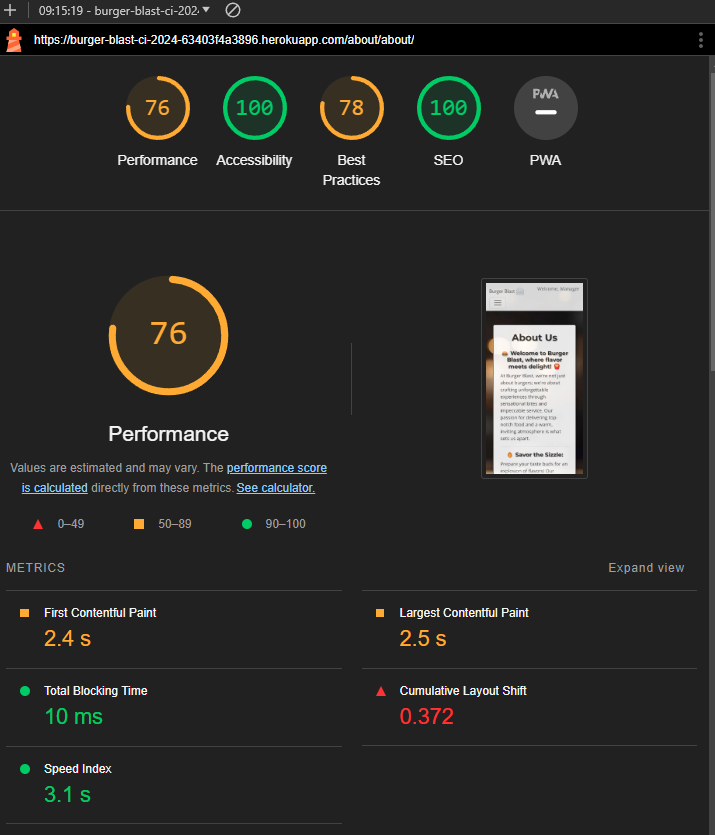 09:15:19 - burger-blast-ci-202
https://burger-blast-ci-2024-63403f4a3896.herokuapp.com/about/about/
76
100
78
100
PWA
Performance
Accessibility
Best
Practices
SEO
PWA
76
Performance
Values are estimated and may vary. The performance score
is calculated directly from these metrics. See calculator.
0–49
50–89
90–100
Burger Blast
Welcome, Manager
About Us
Welcome to Burger
Blast, where flavor
meets delight!
At Burger Blast, we're not just
about burgers; we're about
crafting unforgettable
experiences through
sensational bites and
impeccable service. Our
passion for delivering top-
notch food and a warm,
inviting atmosphere is what
sets us apart.
Savor the Sizzle:
Prepare your taste buds for an
explosion of flavors! Our
METRICS
Expand view
First Contentful Paint
2.4 s
Largest Contentful Paint
2.5 s
Total Blocking Time
10 ms
Cumulative Layout Shift
0.372
Speed Index
3.1 s